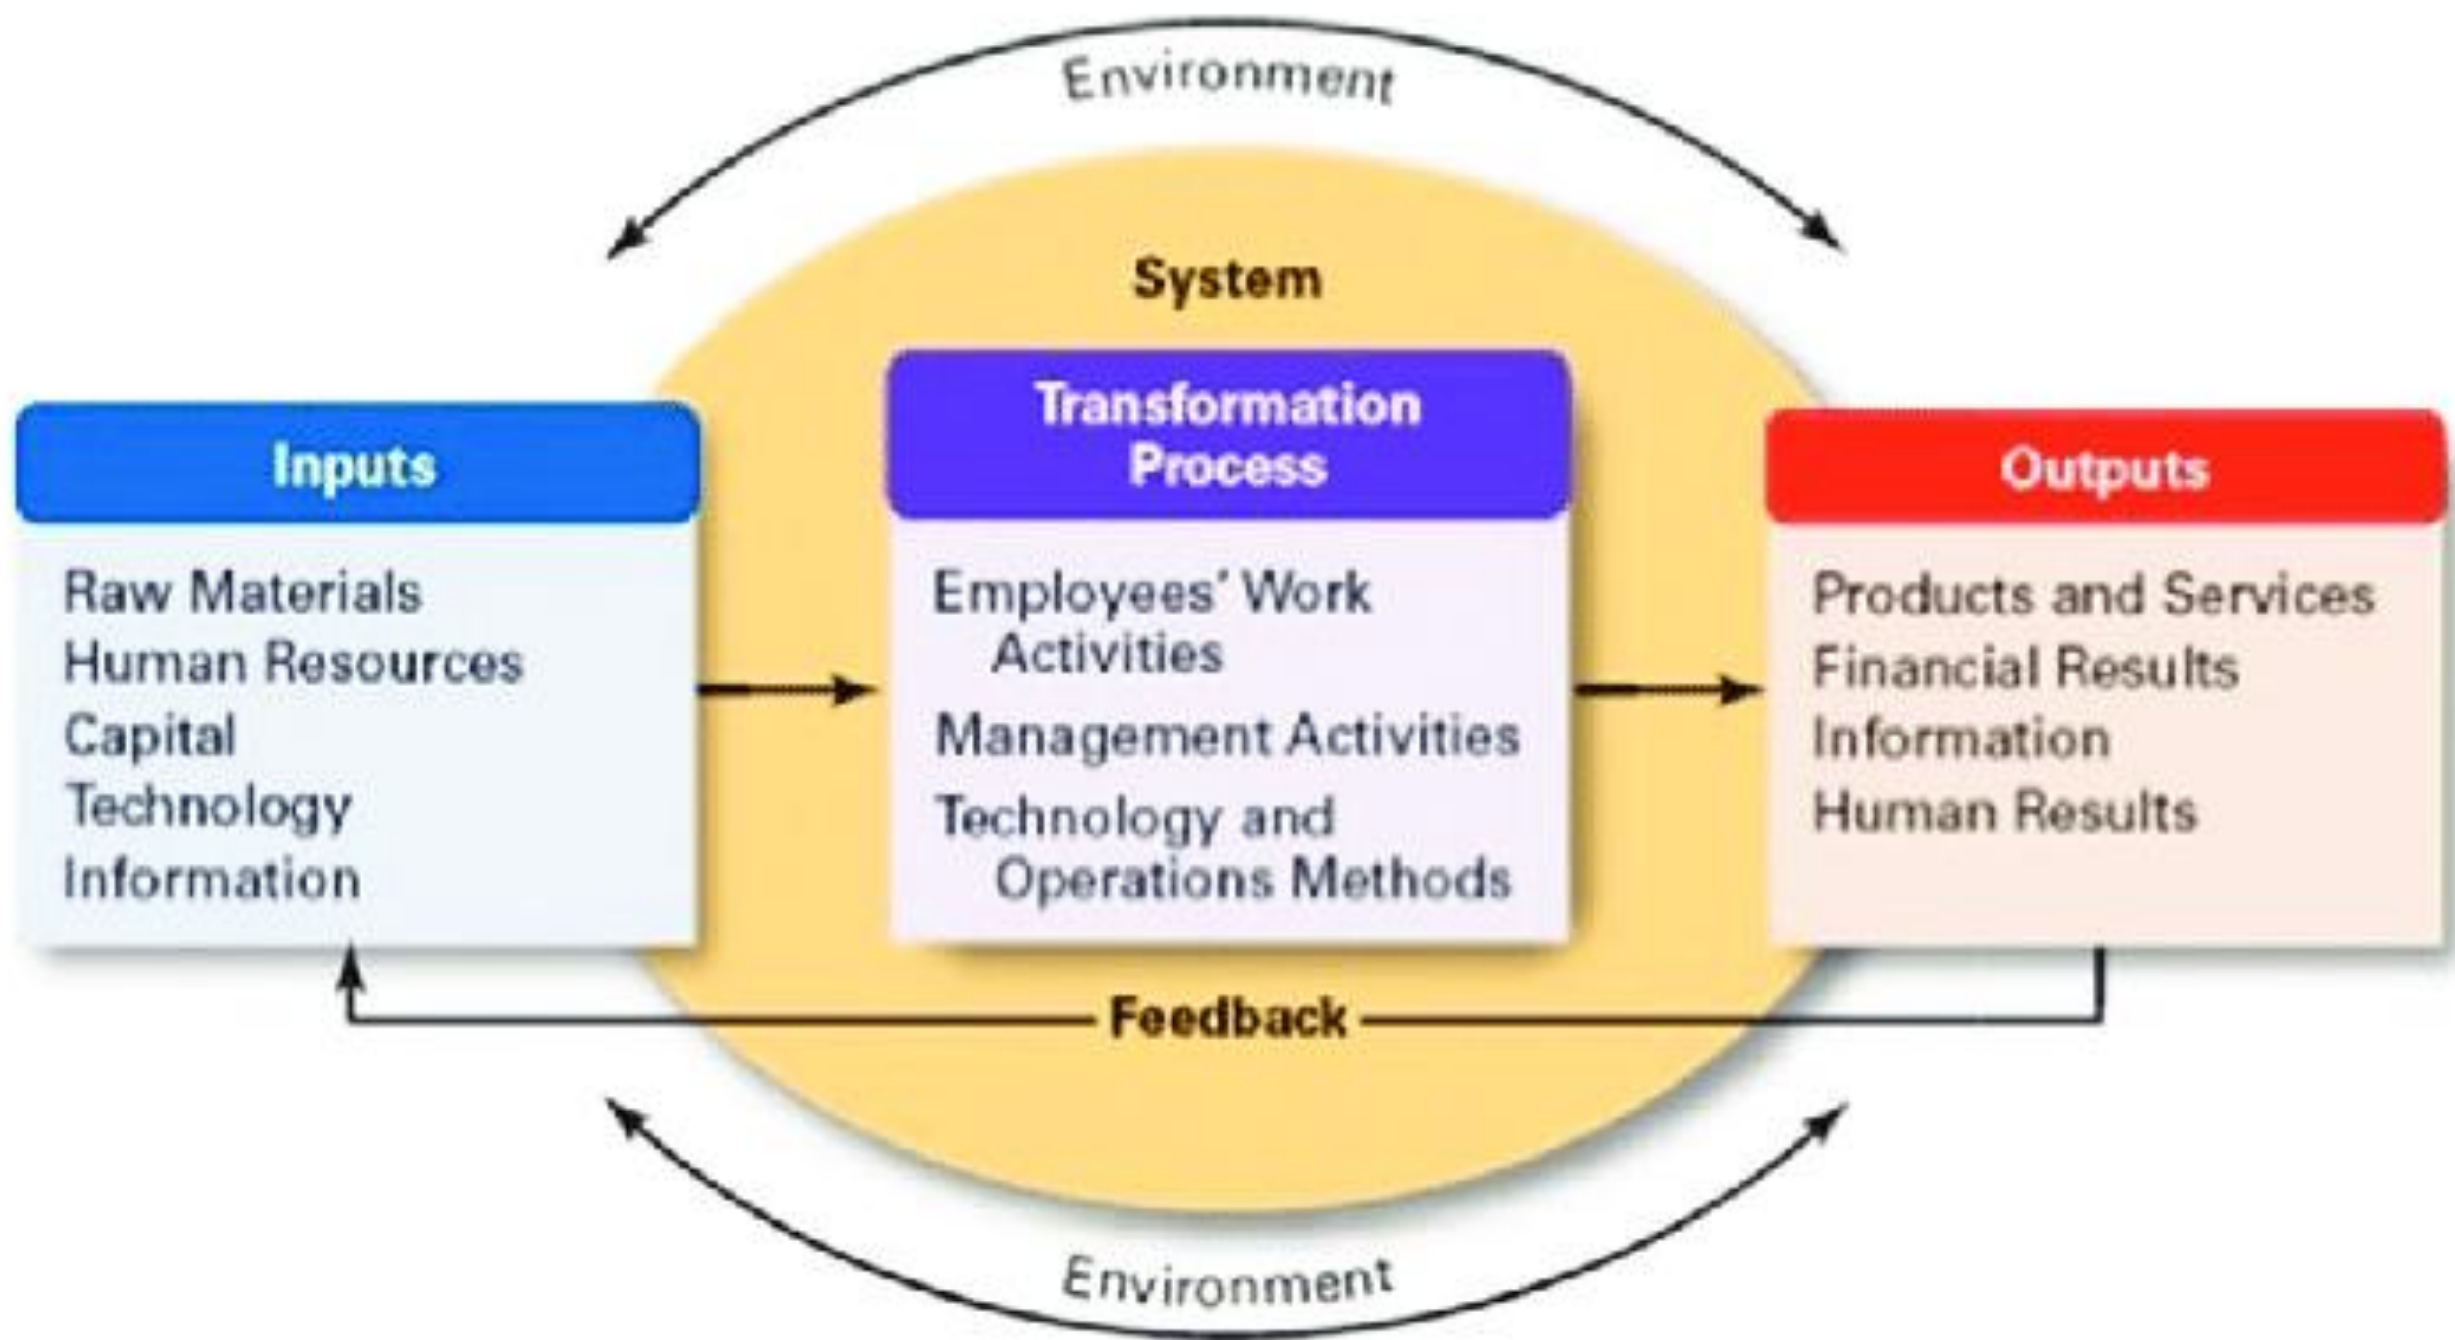 Environment
System
Inputs
Raw Materials
Human Resources
Capital
Technology
Information
Transformation
Process
Employees' Work
Activities
Management Activities
Technology and
Operations Methods
Outputs
Products and Services
Financial Results
Information
Human Results
Feedback
Environment